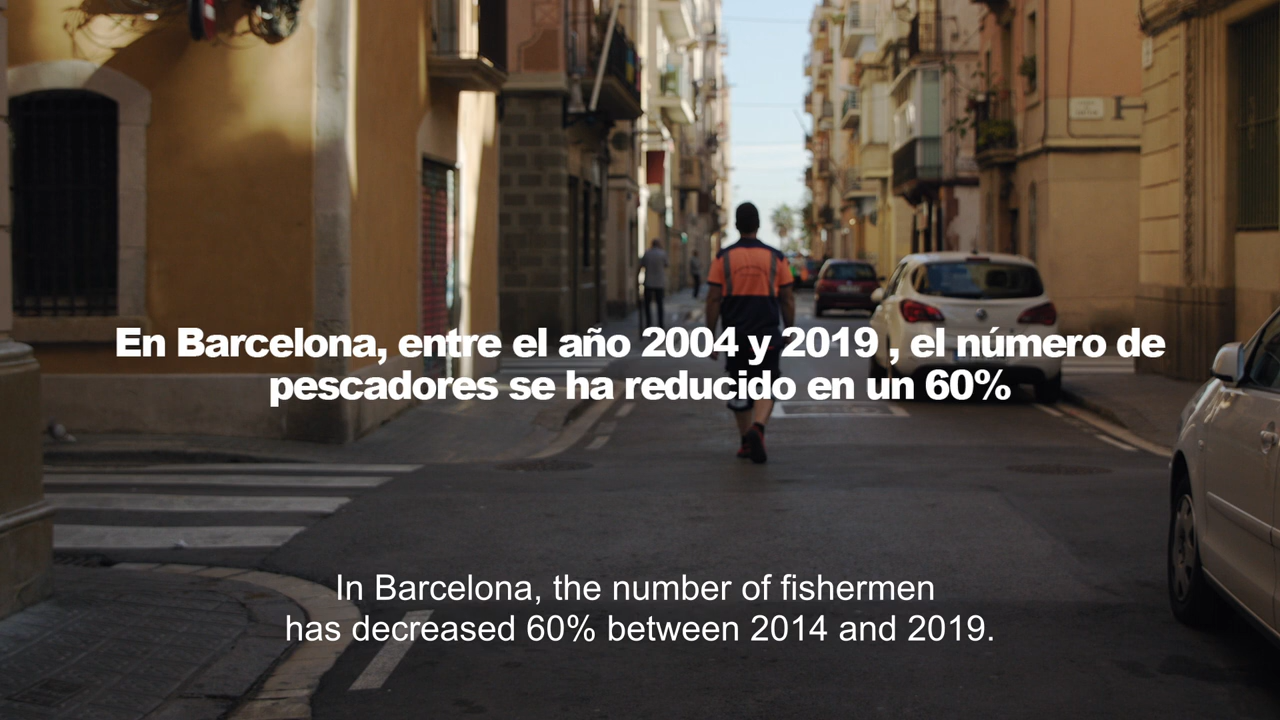 En Barcelona, entre el año 2004 y 2019 , el número de
pescadores se ha reducido en un 60%
In Barcelona, the number of fishermen
has decreased 60% between 2014 and 2019.